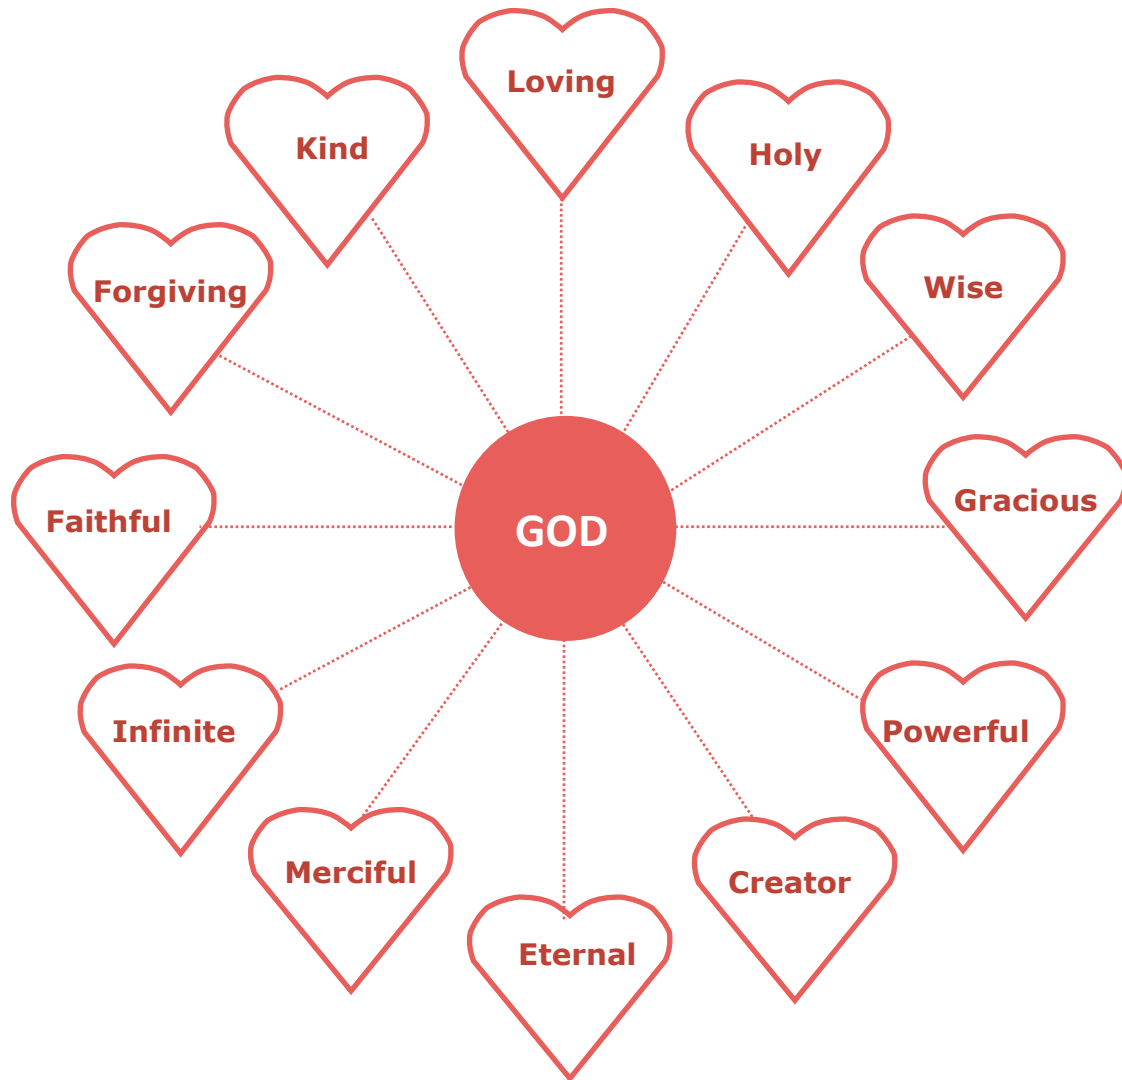 Loving
Kind
Holy
Forgiving
Wise
Faithful
GOD
Gracious
Infinite
Powerful
Merciful
Creator
Eternal